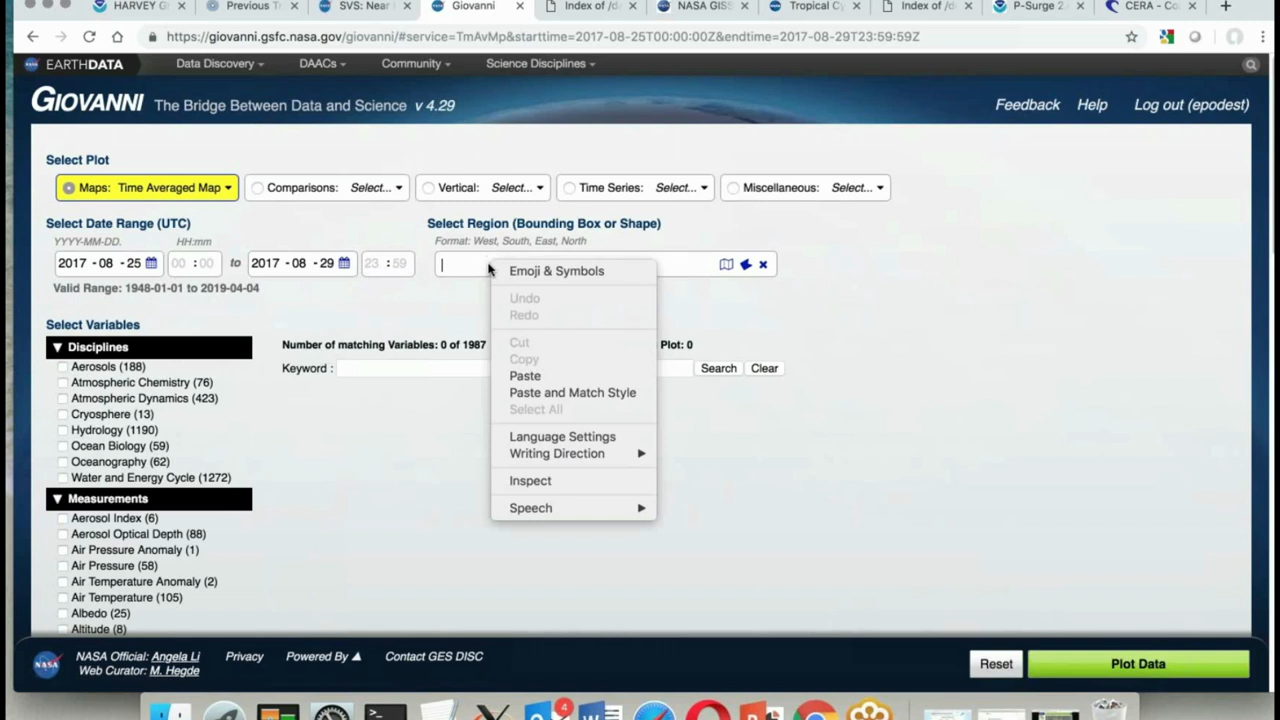 HARVEY G
Previous T
SVS: Near
Giovanni
Index of /d
NASA GISS
Tropical Cy
Index of /d
P-Surge 2.
CERA - Co
https://giovanni.gsfc.nasa.gov/giovanni/#service=TmAvMp&starttime=2017-08-25T00:00:00Z&endtime=2017-08-29T23:59:59Z
EARTHDATA Data Discovery DAACs Community Science Disciplines
GIOVANNI The Bridge Between Data and Science v 4.29 Feedback Help Log out (epodest)
Select Plot
Maps: Time Averaged Map Comparisons: Select... Vertical: Select... Time Series: Select... Miscellaneous: Select...
Select Date Range (UTC) Select Region (Bounding Box or Shape)
YYYY-MM-DD. HH:mm Format: West, South, East, North
2017 -08 -25 00 : 00 to 2017 -08 -29 23 : 59
Valid Range: 1948-01-01 to 2019-04-04
Emoji & Symbols
Undo
Redo
Cut
Copy
Paste
Paste and Match Style
Select All
Language Settings
Writing Direction
Inspect
Speech
Select Variables
Disciplines
Aerosols (188)
Atmospheric Chemistry (76)
Atmospheric Dynamics (423)
Cryosphere (13)
Hydrology (1190)
Ocean Biology (59)
Oceanography (62)
Water and Energy Cycle (1272)
Measurements
Aerosol Index (6)
Aerosol Optical Depth (88)
Air Pressure Anomaly (1)
Air Pressure (58)
Air Temperature Anomaly (2)
Air Temperature (105)
Albedo (25)
Altitude (8)
Number of matching Variables: 0 of 1987 Plot: 0
Keyword : Search Clear
NASA
NASA Official: Angela Li Privacy Powered By Contact GES DISC
Web Curator: M. Hegde
Reset Plot Data
4